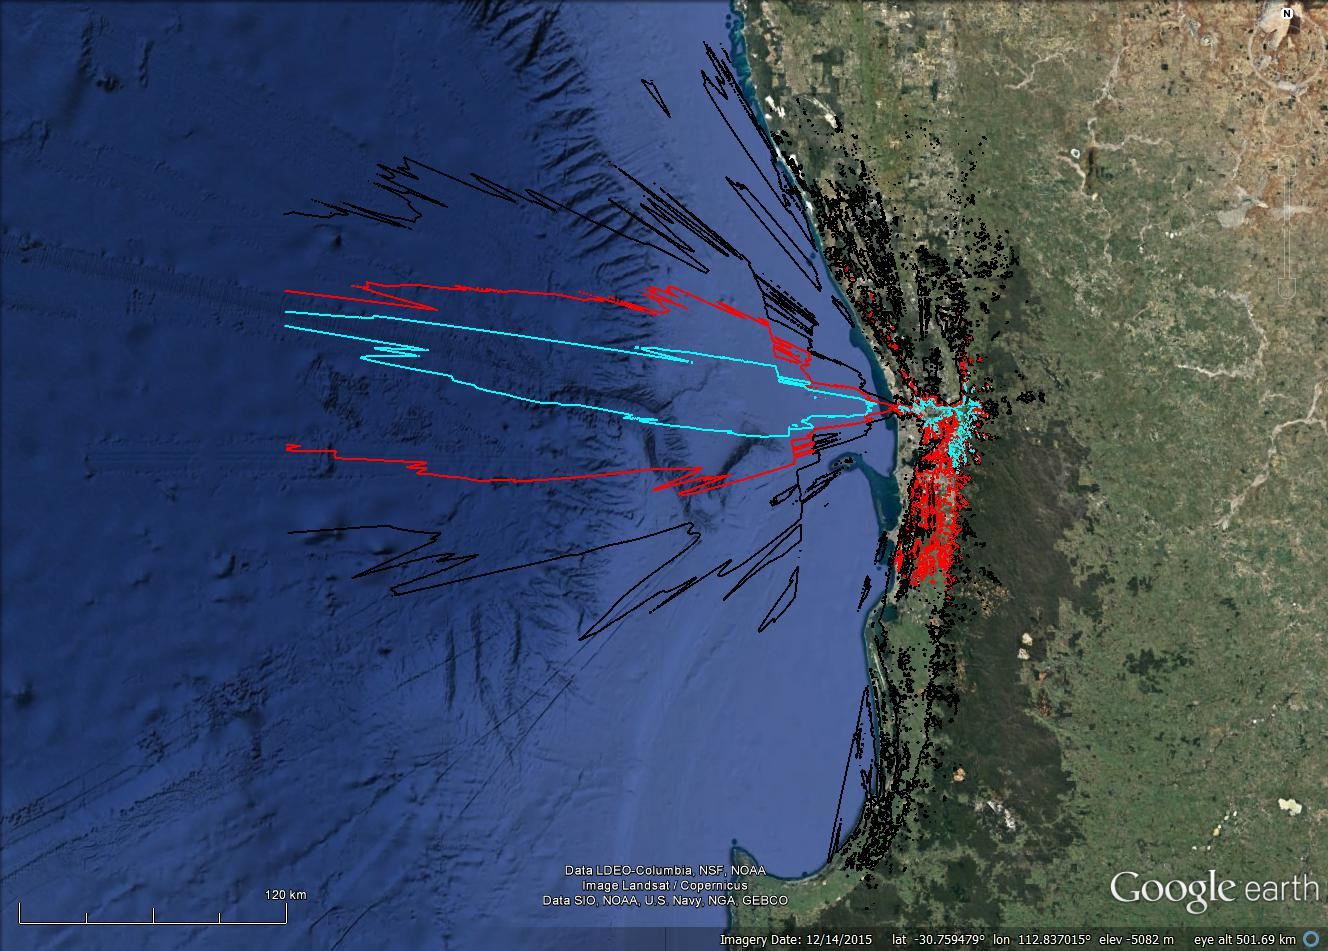 N
120 km
Data LDEO-Columbia, NSF, NOAA
Image Landsat / Copernicus
Data SIO, NOAA, U.S. Navy, NGA, GEBCO
Google earth
Imagery Date: 12/14/2015 lat -30.759479° lon 112.837015° elev -5082 m eye alt 501.69 km